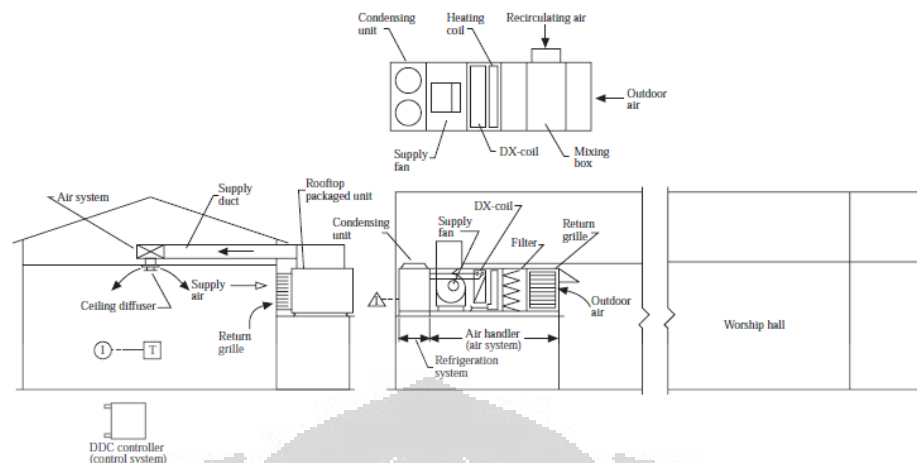 Condensing
unit
Heating
coil
Recirculating air
Outdoor
air
Supply
fan
DX-coil
Mixing
box
Air system
Supply
duct
Rooftop
packaged unit
Supply
air
Ceiling diffuser
Return
grille
1
T
DDC controller
(control system)
Condensing
unit
Supply
fan
DX-coil
Filter
Return
grille
1
Outdoor
air
Air handler
(air system)
Refrigeration
system
Worship hall